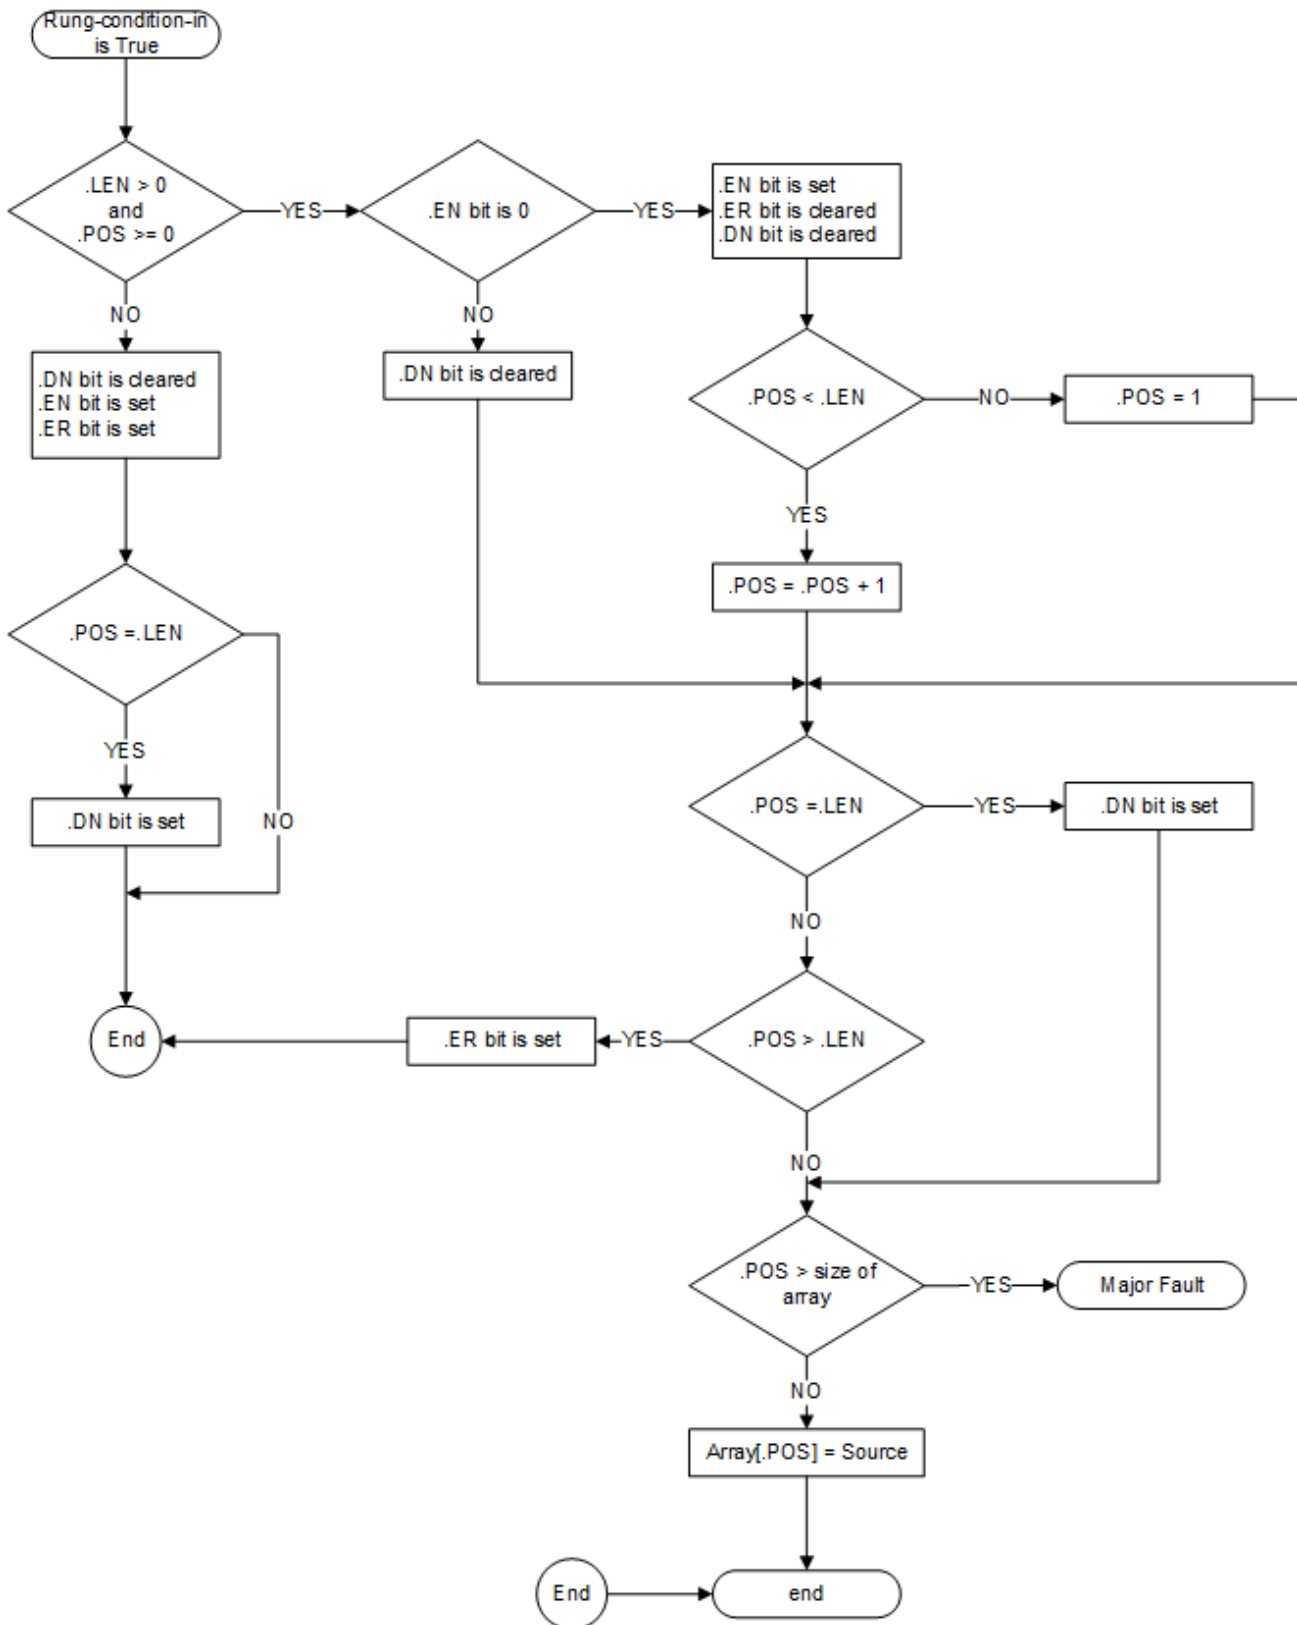 Rung-condition-in
is True
.LEN > 0
and
.POS >= 0
YES
.EN bit is 0
YES
.EN bit is set
.ER bit is cleared
.DN bit is cleared
NO
NO
.DN bit is cleared
.EN bit is set
.ER bit is set
.DN bit is cleared
.POS < .LEN
NO
.POS = 1
YES
.POS = .POS + 1
.POS =.LEN
YES
.DN bit is set
NO
.POS =.LEN
YES
.DN bit is set
NO
End
.ER bit is set
YES
.POS > .LEN
NO
.POS > size of
array
YES
Major Fault
NO
Array[.POS] = Source
End
end